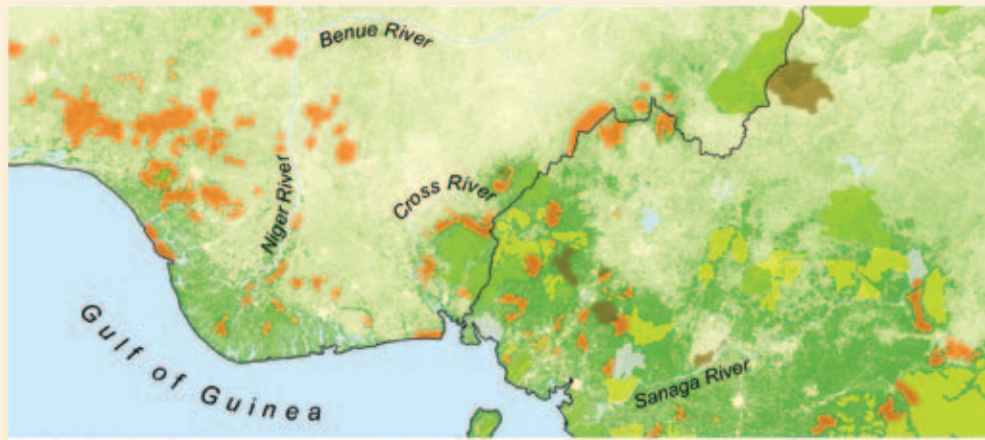 Benue River
Niger River
Cross River
Gulf of Guinea
Sanaga River